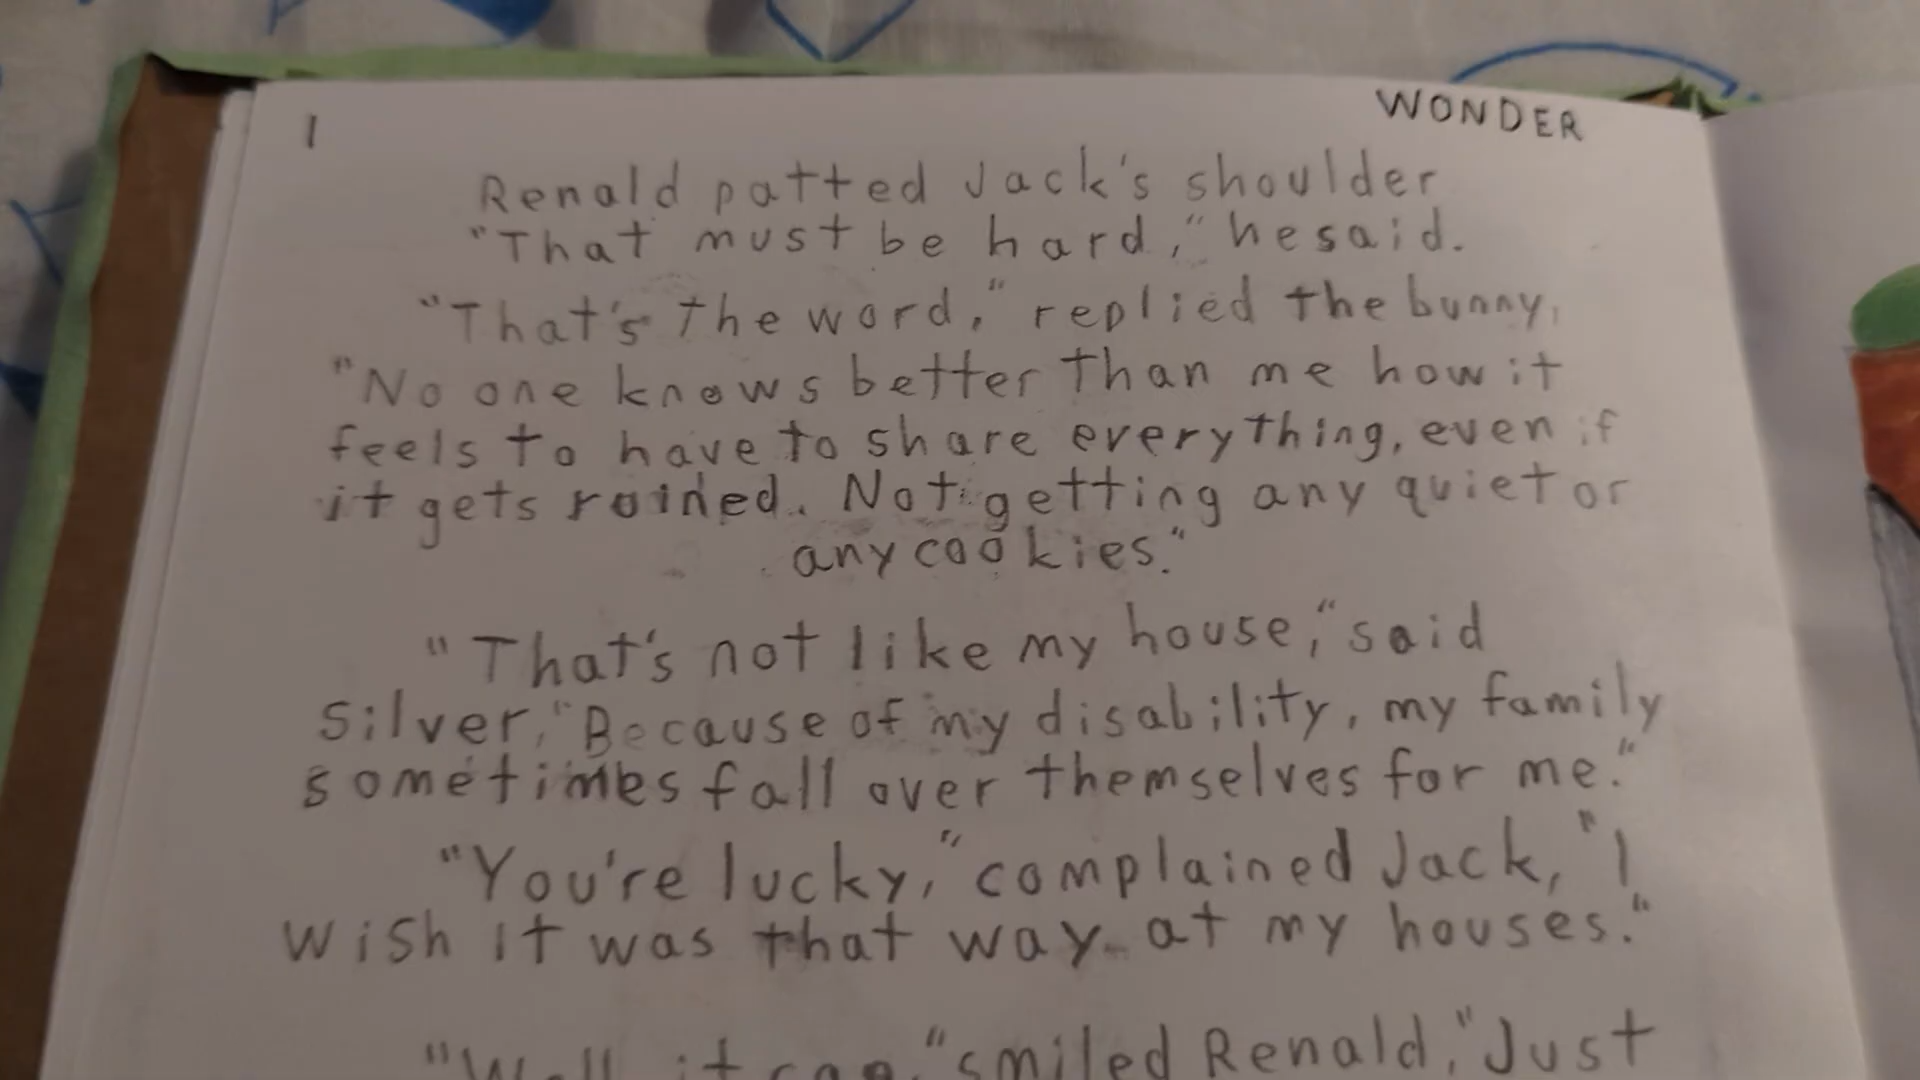 1
WONDER
Renald patted Jack's shoulder
"That must be hard," he said.
"That's the word," replied the bunny,
"No one knows better than me how it
feels to have to share everything, even if
it gets roined. Not getting any quiet or
any cookies."
"That's not like my house," said
Silver, "Because of my disability, my family
sometimes fall over themselves for me."
"You're lucky," complained Jack, "I
wish it was that way at my houses."
"Well, it can," smiled Renald, "Just